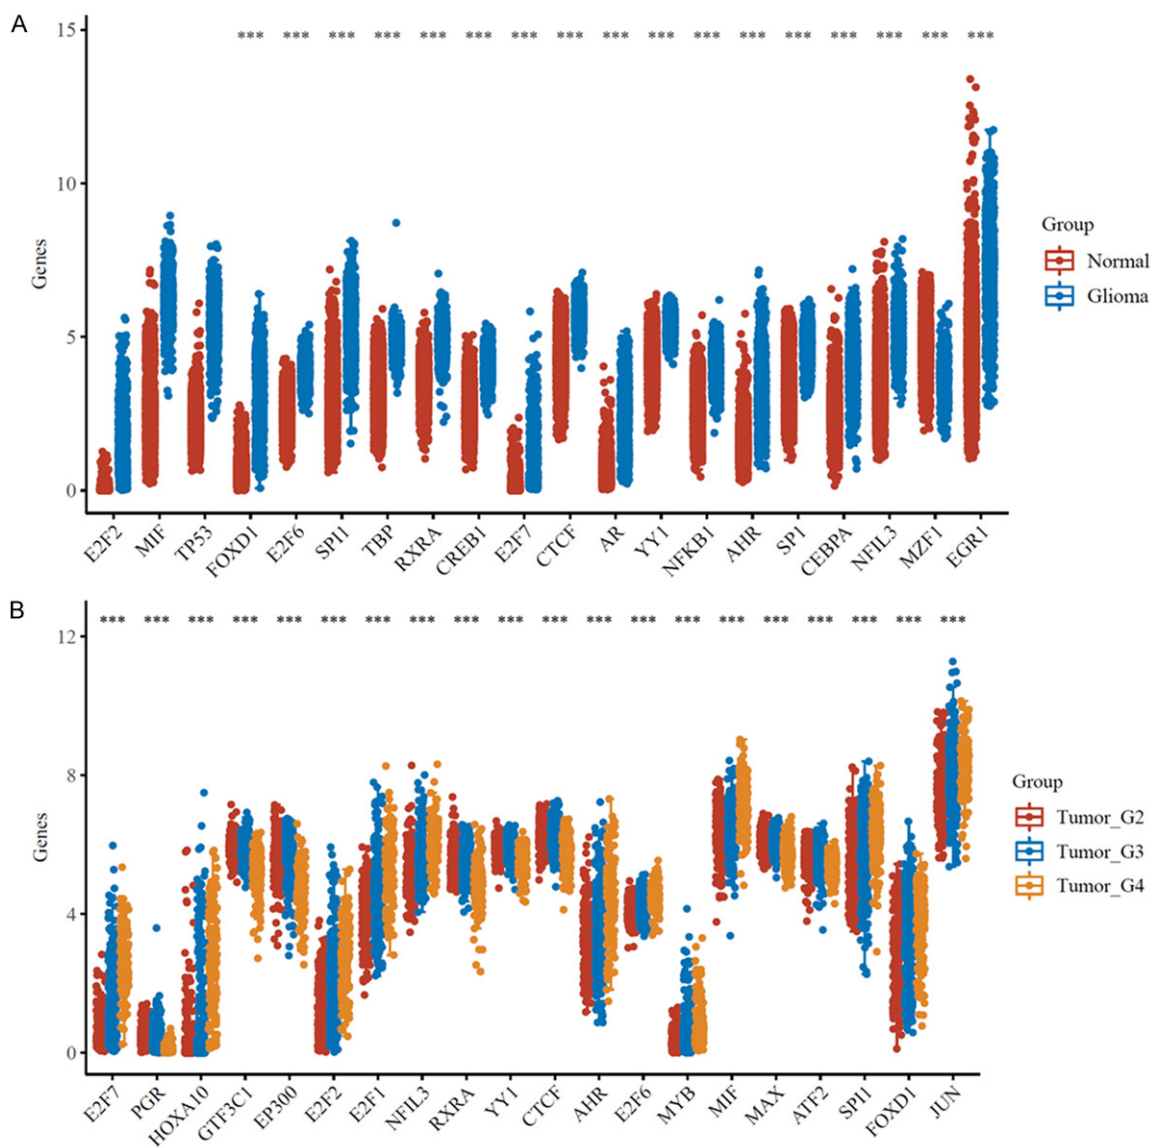 A
15
*** *** *** *** *** *** *** *** *** *** *** *** *** *** *** *** ***
10
Genes
5
0
Group
Normal
Glioma
E2F2 MIF TP53 FOXD1 E2F6 SPI1 TBP RXRA CREB1 E2F7 CTCF AR YY1 NFKB1 AHR SP1 CEBPA NFIL3 MZF1 EGR1
B
*** *** *** *** *** *** *** *** *** *** *** *** *** *** *** *** *** *** *** ***
12
8
Genes
4
0
Group
Tumor_G2
Tumor_G3
Tumor_G4
E2F7 PGR HOXA10 GTF3C1 EP300 E2F2 E2F1 NFIL3 RXRA YY1 CTCF AHR E2F6 MYB MIF MAX ATF2 SPI1 FOXD1 JUN